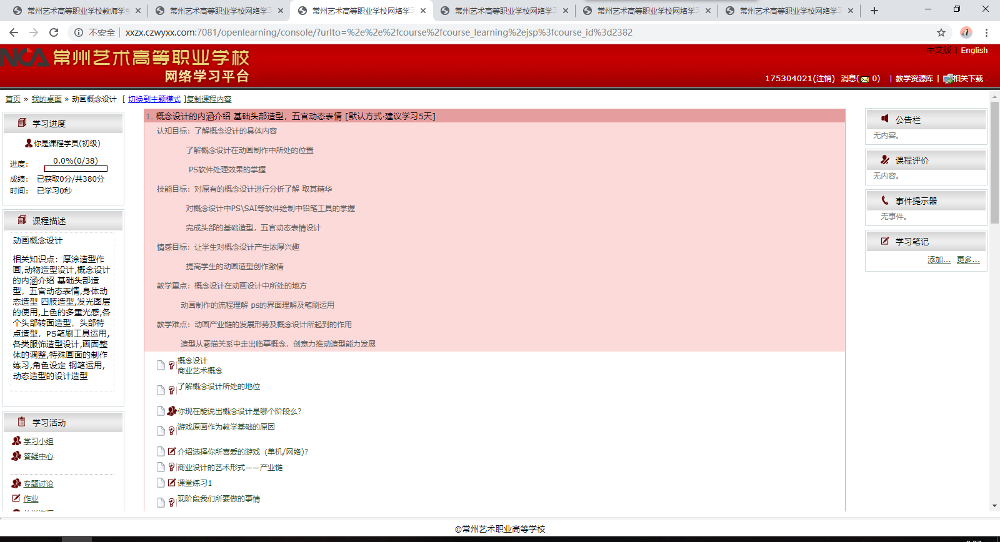 常州艺术高等职业学校教师学生
常州艺术高等职业学校网络学习
常州艺术高等职业学校网络学习
常州艺术高等职业学校网络学习
常州艺术高等职业学校网络学习
常州艺术高等职业学校网络学习
不安全 | xxzx.czwyxx.com:7081/openlearning/console/?urlto=%2e%2e%2fcourse%2fcourse_learning%2ejsp%3fcourse_id%3d2382
中文版 | English
NCA 常州艺术高等职业学校
网络学习平台
175304021(注销) 消息( 0) | 教学资源库 | 相关下载
首页 » 我的桌面 » 动画概念设计 [ 切换到主题模式 ]复制课程内容
学习进度
你是课程学员(初级)
进度: 0.0%(0/38)
成绩: 已获取0分/共380分
时间: 已学习0秒
课程描述
动画概念设计
相关知识点：厚涂造型作
画,动物造型设计,概念设计
的内涵介绍 基础头部造
型，五官动态表情,身体动
态造型 四肢造型,发光图层
的使用,上色的多重光感,各
个头部转面造型，头部特
点造型，PS笔刷工具运用,
各类服饰造型设计,画面整
体的调整,特殊画面的制作
练习,角色设定 钢笔运用,
动态造型的设计造型
学习活动
学习小组
答疑中心
专题讨论
作业
1. 概念设计的内涵介绍 基础头部造型，五官动态表情 [默认方式·建议学习5天]
认知目标：了解概念设计的具体内容
了解概念设计在动画制作中所处的位置
PS软件处理效果的掌握
技能目标：对原有的概念设计进行分析了解 取其精华
对概念设计中PS\SAI等软件绘制中铅笔工具的掌握
完成头部的基础造型，五官动态表情设计
情感目标：让学生对概念设计产生浓厚兴趣
提高学生的动画造型创作激情
教学重点：概念设计在动画设计中所处的地方
动画制作的流程理解 ps的界面理解及笔刷运用
教学难点：动画产业链的发展形势及概念设计所起到的作用
造型从素描关系中走出临摹概念，创意力推动造型能力发展
概念设计
商业艺术概念
了解概念设计所处的地位
你现在能说出概念设计是哪个阶段么?
游戏原画作为教学基础的原因
介绍选择你所喜爱的游戏（单机/网络)?
商业设计的艺术形式——产业链
课堂练习1
现阶段我们所要做的事情
公告栏
无内容。
课程评价
无内容。
事件提示器
无事件。
学习笔记
添加... 更多...
©常州艺术职业高等学校